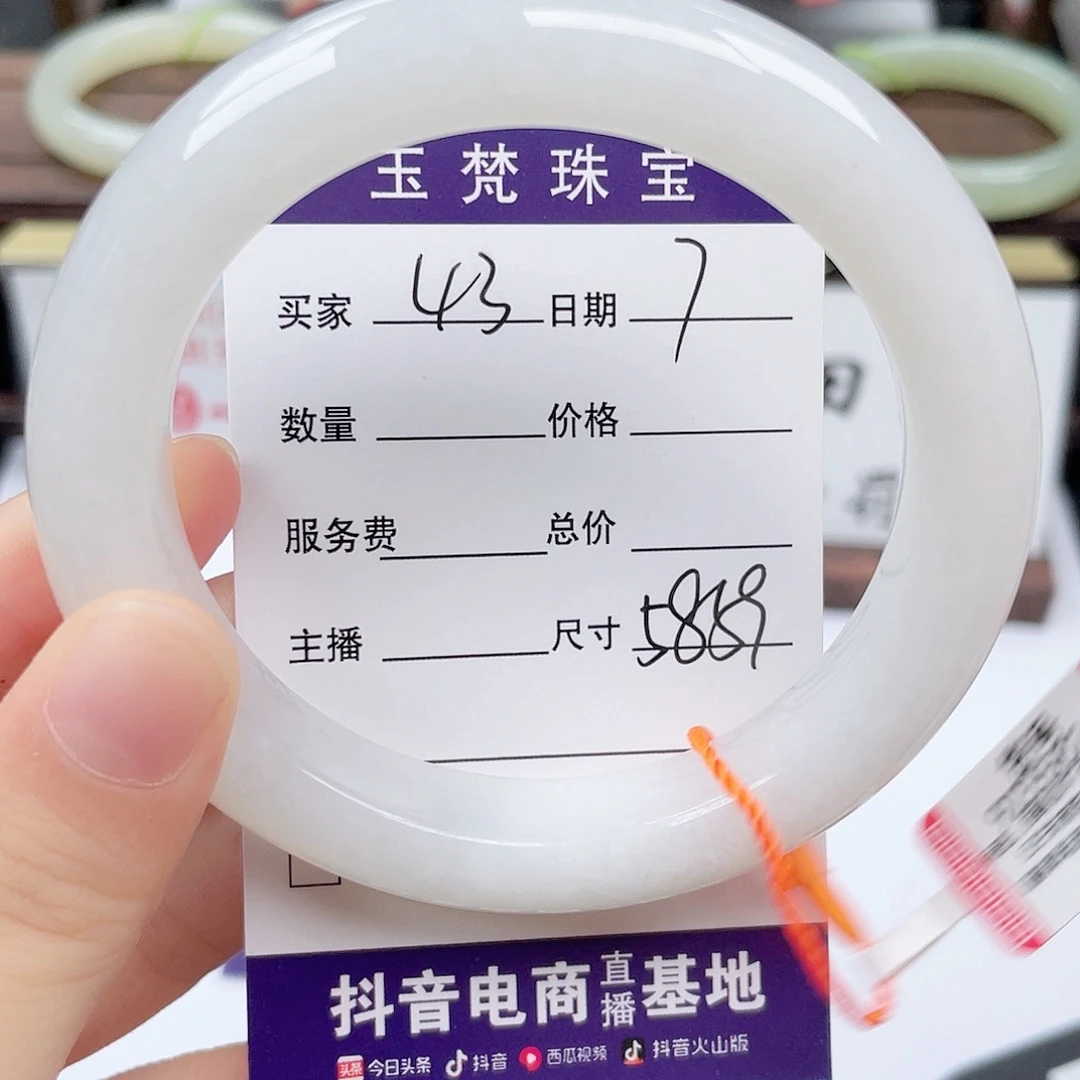 玉梵珠宝
买家 43 日期 7
数量 价格
服务费 总价
主播 尺寸
抖音电商直播基地
头条 今日头条 抖音 西瓜视频 抖音火山版